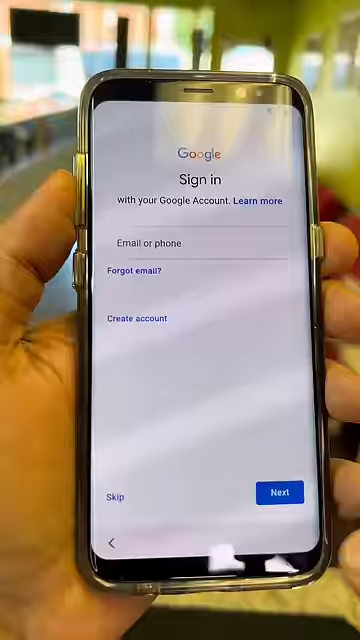 Google
Sign in
with your Google Account. Learn more
Email or phone
Forgot email?
Create account
Skip
Next